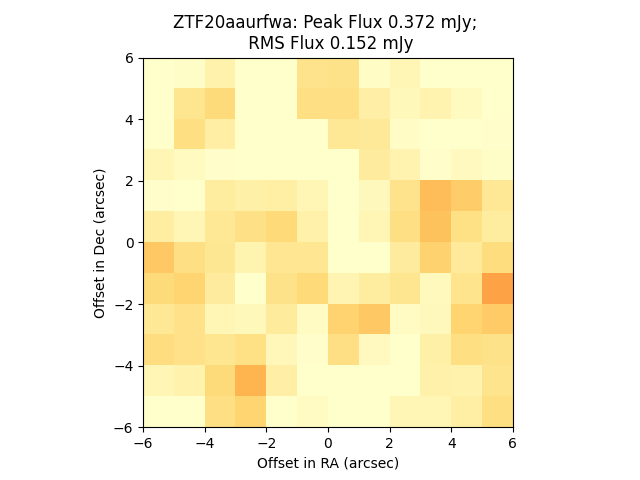 ZTF20aaurfwa: Peak Flux 0.372 mJy;
RMS Flux 0.152 mJy
6
4
2
0
−2
−4
−6
Offset in Dec (arcsec)
−6 −4 −2 0 2 4 6
Offset in RA (arcsec)